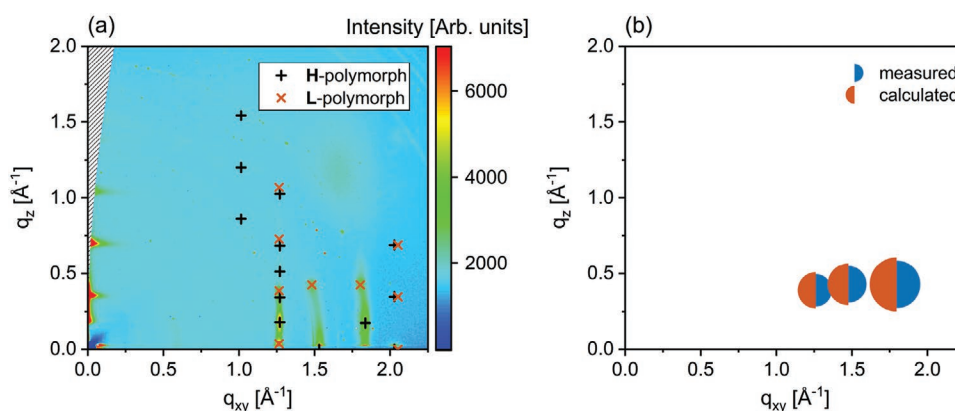 (a)
Intensity [Arb. units]
H-polymorph
L-polymorph
2.0
1.5
1.0
0.5
0.0
q_z [Å⁻¹]
0.0 0.5 1.0 1.5 2.0
q_xy [Å⁻¹]
6000
4000
2000
(b)
measured
calculated
2.0
1.5
1.0
0.5
0.0
q_z [Å⁻¹]
0.0 0.5 1.0 1.5 2.0
q_xy [Å⁻¹]